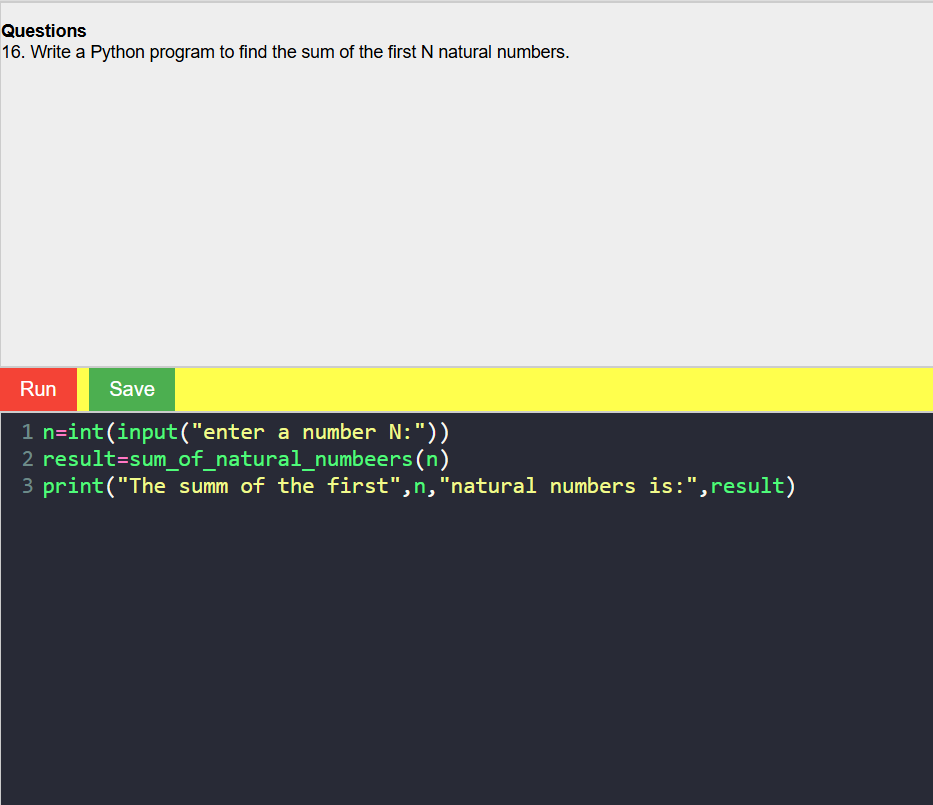 Questions
16. Write a Python program to find the sum of the first N natural numbers.
Run Save
1 n=int(input("enter a number N:"))
2 result=sum_of_natural_numbeers(n)
3 print("The summ of the first",n,"natural numbers is:",result)